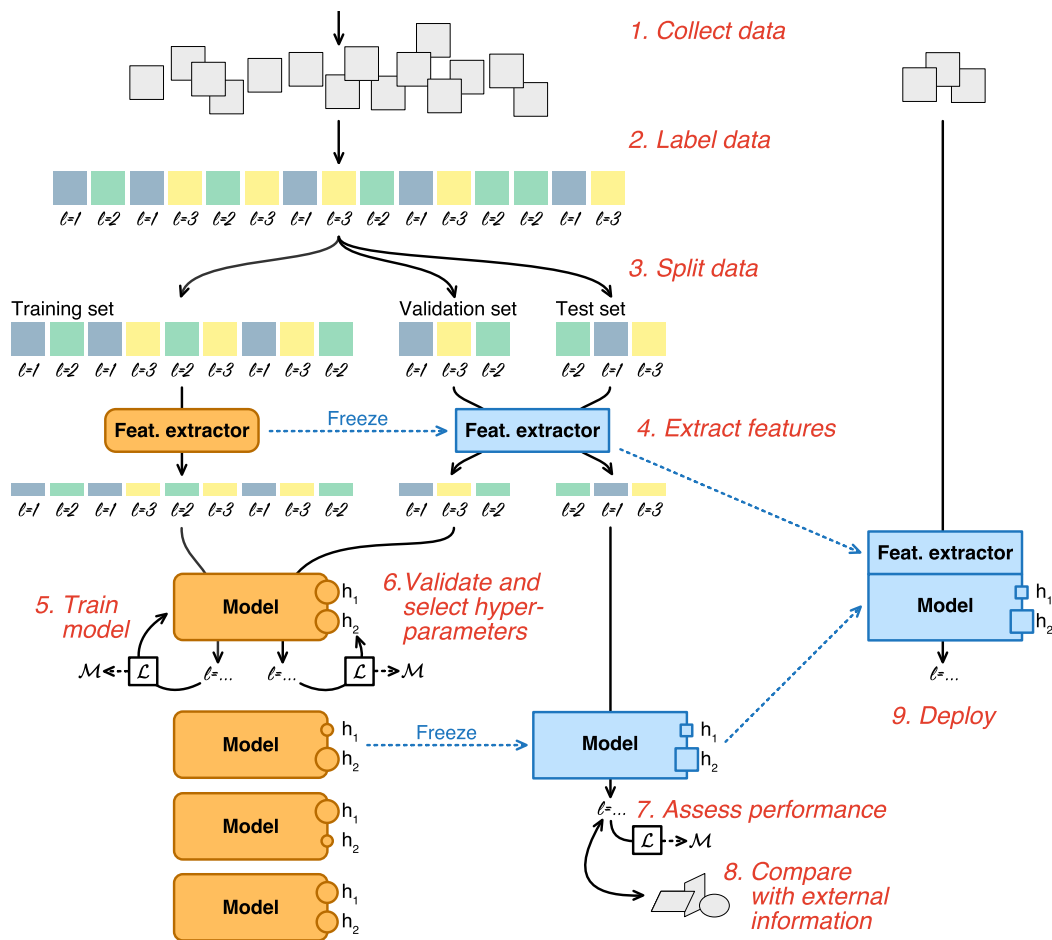 1. Collect data
2. Label data
ℓ=1 ℓ=2 ℓ=1 ℓ=3 ℓ=2 ℓ=3 ℓ=1 ℓ=3 ℓ=2 ℓ=1 ℓ=3 ℓ=2 ℓ=2 ℓ=1 ℓ=3
3. Split data
Training set
Validation set
Test set
ℓ=1 ℓ=2 ℓ=1 ℓ=3 ℓ=2 ℓ=3 ℓ=1 ℓ=3 ℓ=2
ℓ=1 ℓ=3 ℓ=2
ℓ=2 ℓ=1 ℓ=3
Feat. extractor
Freeze
Feat. extractor
4. Extract features
ℓ=1 ℓ=2 ℓ=1 ℓ=3 ℓ=2 ℓ=3 ℓ=1 ℓ=3 ℓ=2
ℓ=1 ℓ=3 ℓ=2
ℓ=2 ℓ=1 ℓ=3
5. Train
model
Model
h₁
h₂
6.Validate and
select hyper-
parameters
ℳ
ℒ
ℓ=...
ℓ=...
ℒ
ℳ
Feat. extractor
Model
h₁
h₂
ℓ=...
9. Deploy
Model
h₁
h₂
Freeze
Model
h₁
h₂
Model
h₁
h₂
ℓ=...
7. Assess performance
ℒ
ℳ
Model
h₁
h₂
8. Compare
with external
information